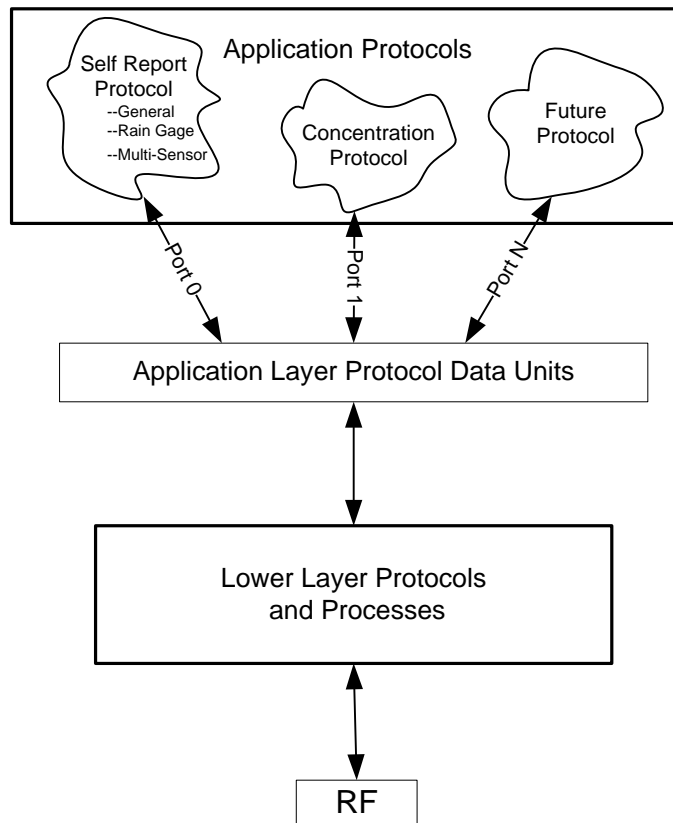 Application Protocols
Self Report
Protocol
--General
--Rain Gage
--Multi-Sensor
Concentration
Protocol
Future
Protocol
Port 0
Port 1
Port N
Application Layer Protocol Data Units
Lower Layer Protocols
and Processes
RF